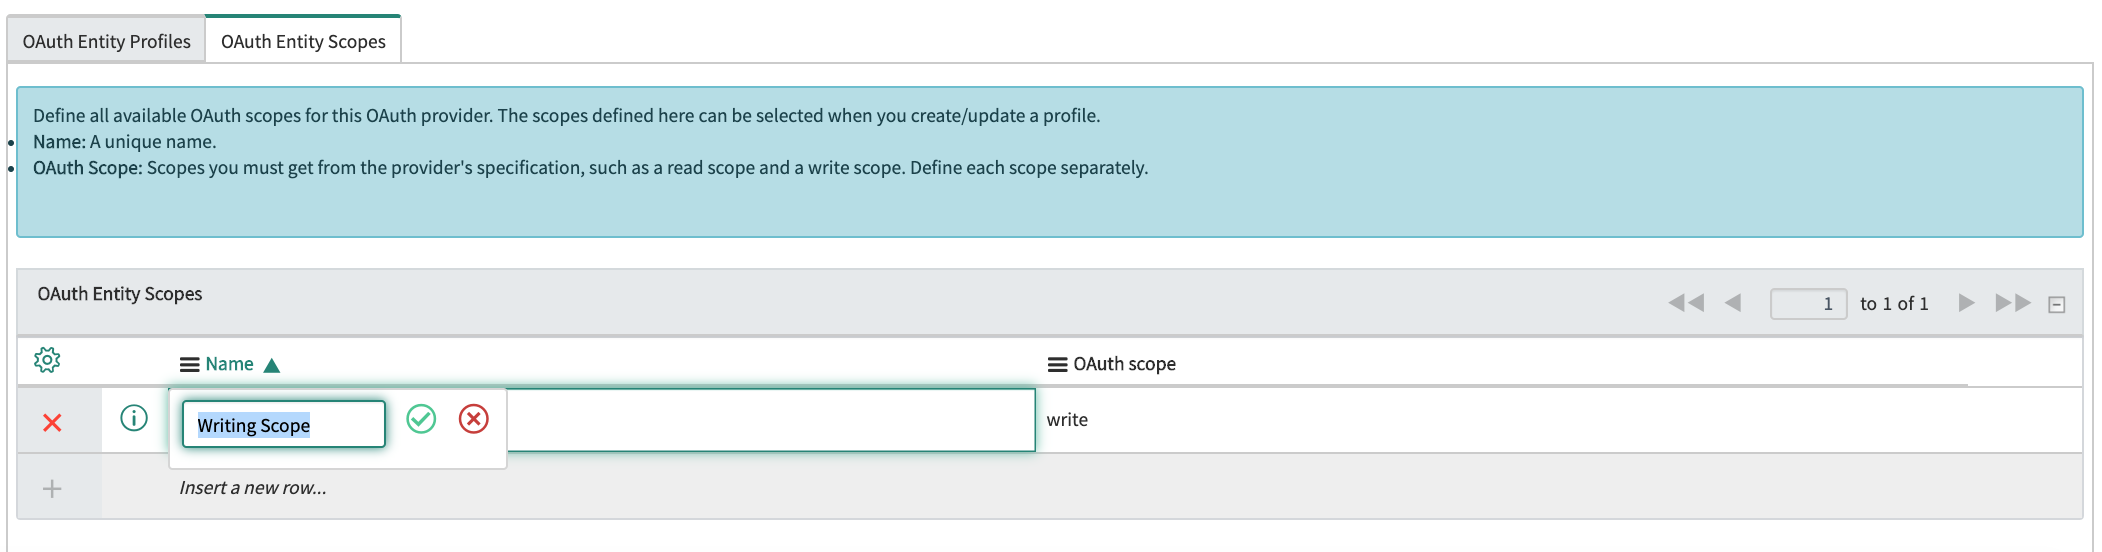 OAuth Entity Profiles
OAuth Entity Scopes
Define all available OAuth scopes for this OAuth provider. The scopes defined here can be selected when you create/update a profile.
Name: A unique name.
OAuth Scope: Scopes you must get from the provider's specification, such as a read scope and a write scope. Define each scope separately.
OAuth Entity Scopes
1 to 1 of 1
Name
OAuth scope
Writing Scope
write
Insert a new row...